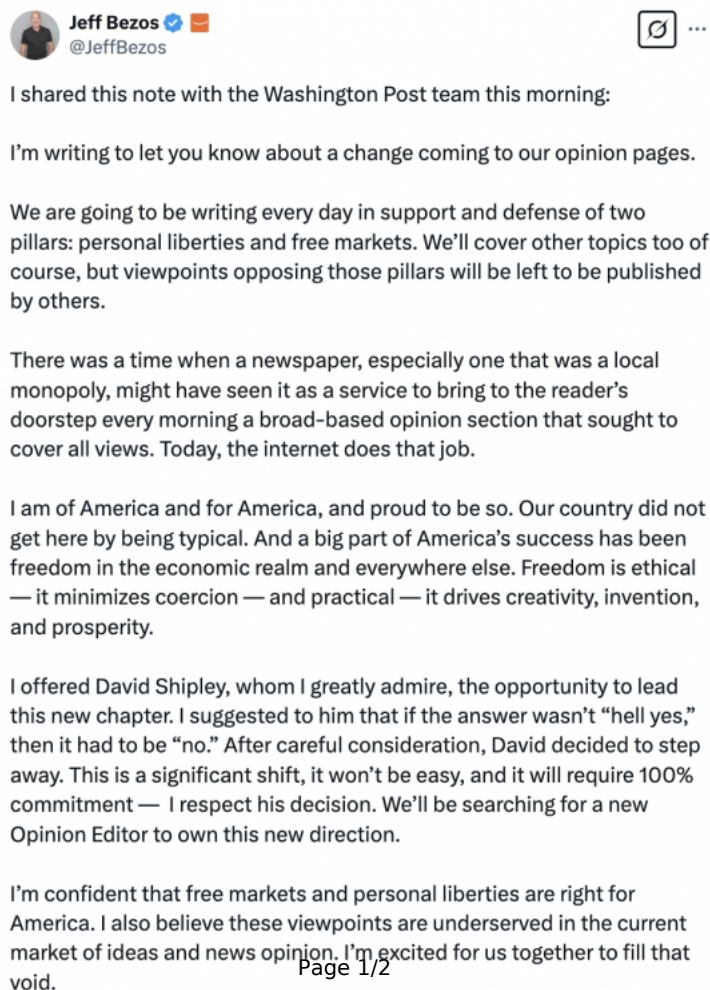 Jeff Bezos
@JeffBezos
I shared this note with the Washington Post team this morning:
I’m writing to let you know about a change coming to our opinion pages.
We are going to be writing every day in support and defense of two
pillars: personal liberties and free markets. We’ll cover other topics too of
course, but viewpoints opposing those pillars will be left to be published
by others.
There was a time when a newspaper, especially one that was a local
monopoly, might have seen it as a service to bring to the reader’s
doorstep every morning a broad-based opinion section that sought to
cover all views. Today, the internet does that job.
I am of America and for America, and proud to be so. Our country did not
get here by being typical. And a big part of America’s success has been
freedom in the economic realm and everywhere else. Freedom is ethical
— it minimizes coercion — and practical — it drives creativity, invention,
and prosperity.
I offered David Shipley, whom I greatly admire, the opportunity to lead
this new chapter. I suggested to him that if the answer wasn’t “hell yes,”
then it had to be “no.” After careful consideration, David decided to step
away. This is a significant shift, it won’t be easy, and it will require 100%
commitment — I respect his decision. We’ll be searching for a new
Opinion Editor to own this new direction.
I’m confident that free markets and personal liberties are right for
America. I also believe these viewpoints are underserved in the current
market of ideas and news opinion. I’m excited for us together to fill that
void.
Page 1/2